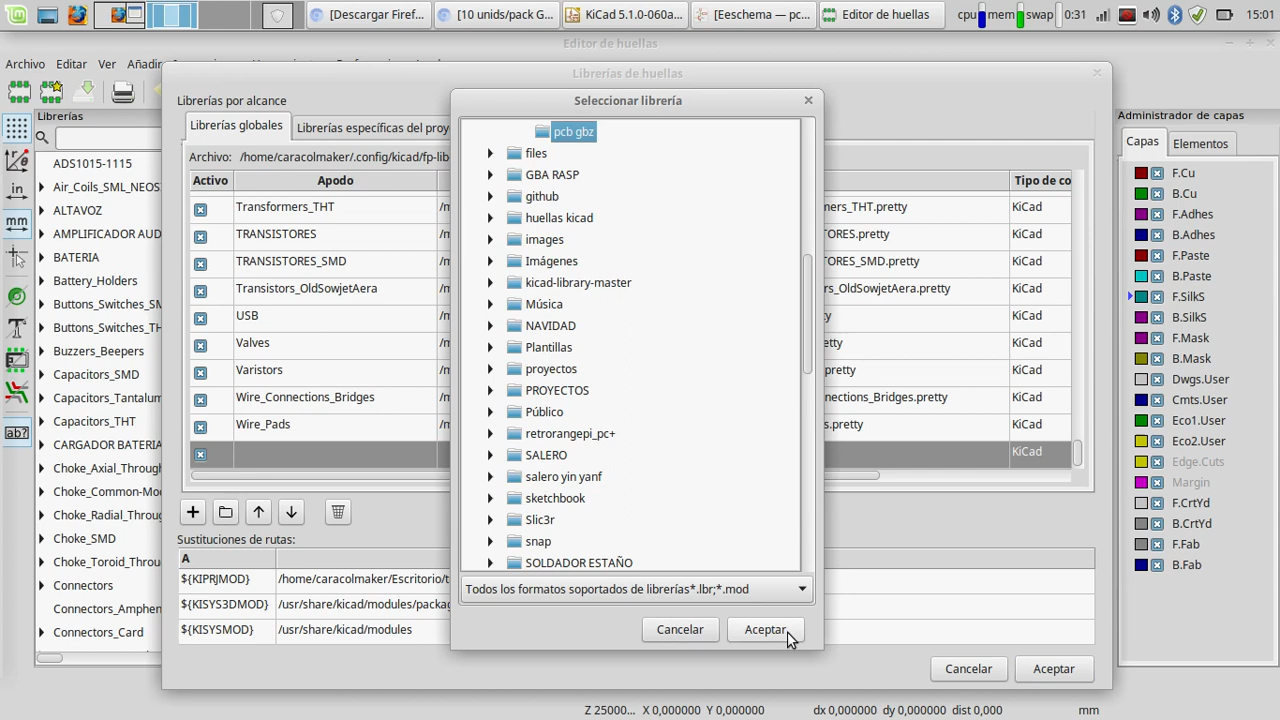 [Descargar Firef... [10 unids/pack G... KiCad 5.1.0-060a... [Eeschema — pc... Editor de huellas cpu mem swap 0:31 15:01
Editor de huellas
Archivo Editar Ver Añadir
Librerías
ADS1015-1115
Air_Coils_SML_NEOS
ALTAVOZ
AMPLIFICADOR AUD
BATERIA
Battery_Holders
Buttons_Switches_SM
Buttons_Switches_TH
Buzzers_Beepers
Capacitors_SMD
Capacitors_Tantalum
Capacitors_THT
CARGADOR BATERIA
Choke_Axial_Through
Choke_Common-Mo
Choke_Radial_Throug
Choke_SMD
Choke_Toroid_Throug
Connectors
Connectors_Amphen
Connectors_Card
in
mm
ab?
Librerías de huellas
Librerías por alcance
Librerías globales Librerías específicas del proy
Archivo: /home/caracolmaker/.config/kicad/fp-lib
Activo Apodo Tipo de co
Transformers_THT /m mers_THT.pretty KiCad
TRANSISTORES /m ORES.pretty KiCad
TRANSISTORES_SMD /m ORES_SMD.pretty KiCad
Transistors_OldSowjetAera /m s_OldSowjetAera.pretty KiCad
USB /m ty KiCad
Valves /m retty KiCad
Varistors /m .pretty KiCad
Wire_Connections_Bridges /m nnections_Bridges.pretty KiCad
Wire_Pads /m s.pretty KiCad
KiCad
Sustituciones de rutas:
A
${KIPRJMOD} /home/caracolmaker/Escritorio/t
${KISYS3DMOD} /usr/share/kicad/modules/packag
${KISYSMOD} /usr/share/kicad/modules
Cancelar Aceptar
Seleccionar librería
pcb gbz
files
GBA RASP
github
huellas kicad
images
Imágenes
kicad-library-master
Música
NAVIDAD
Plantillas
proyectos
PROYECTOS
Público
retrorangepi_pc+
SALERO
salero yin yanf
sketchbook
Slic3r
snap
SOLDADOR ESTAÑO
Todos los formatos soportados de librerías*.lbr;*.mod
Cancelar Aceptar
Administrador de capas
Capas Elementos
F.Cu
B.Cu
F.Adhes
B.Adhes
F.Paste
B.Paste
F.SilkS
B.SilkS
F.Mask
B.Mask
Dwgs.User
Cmts.User
Eco1.User
Eco2.User
Edge.Cuts
Margin
F.CrtYd
B.CrtYd
F.Fab
B.Fab
Z 25000... X 0,000000 Y 0,000000 dx 0,000000 dy 0,000000 dist 0,000 mm